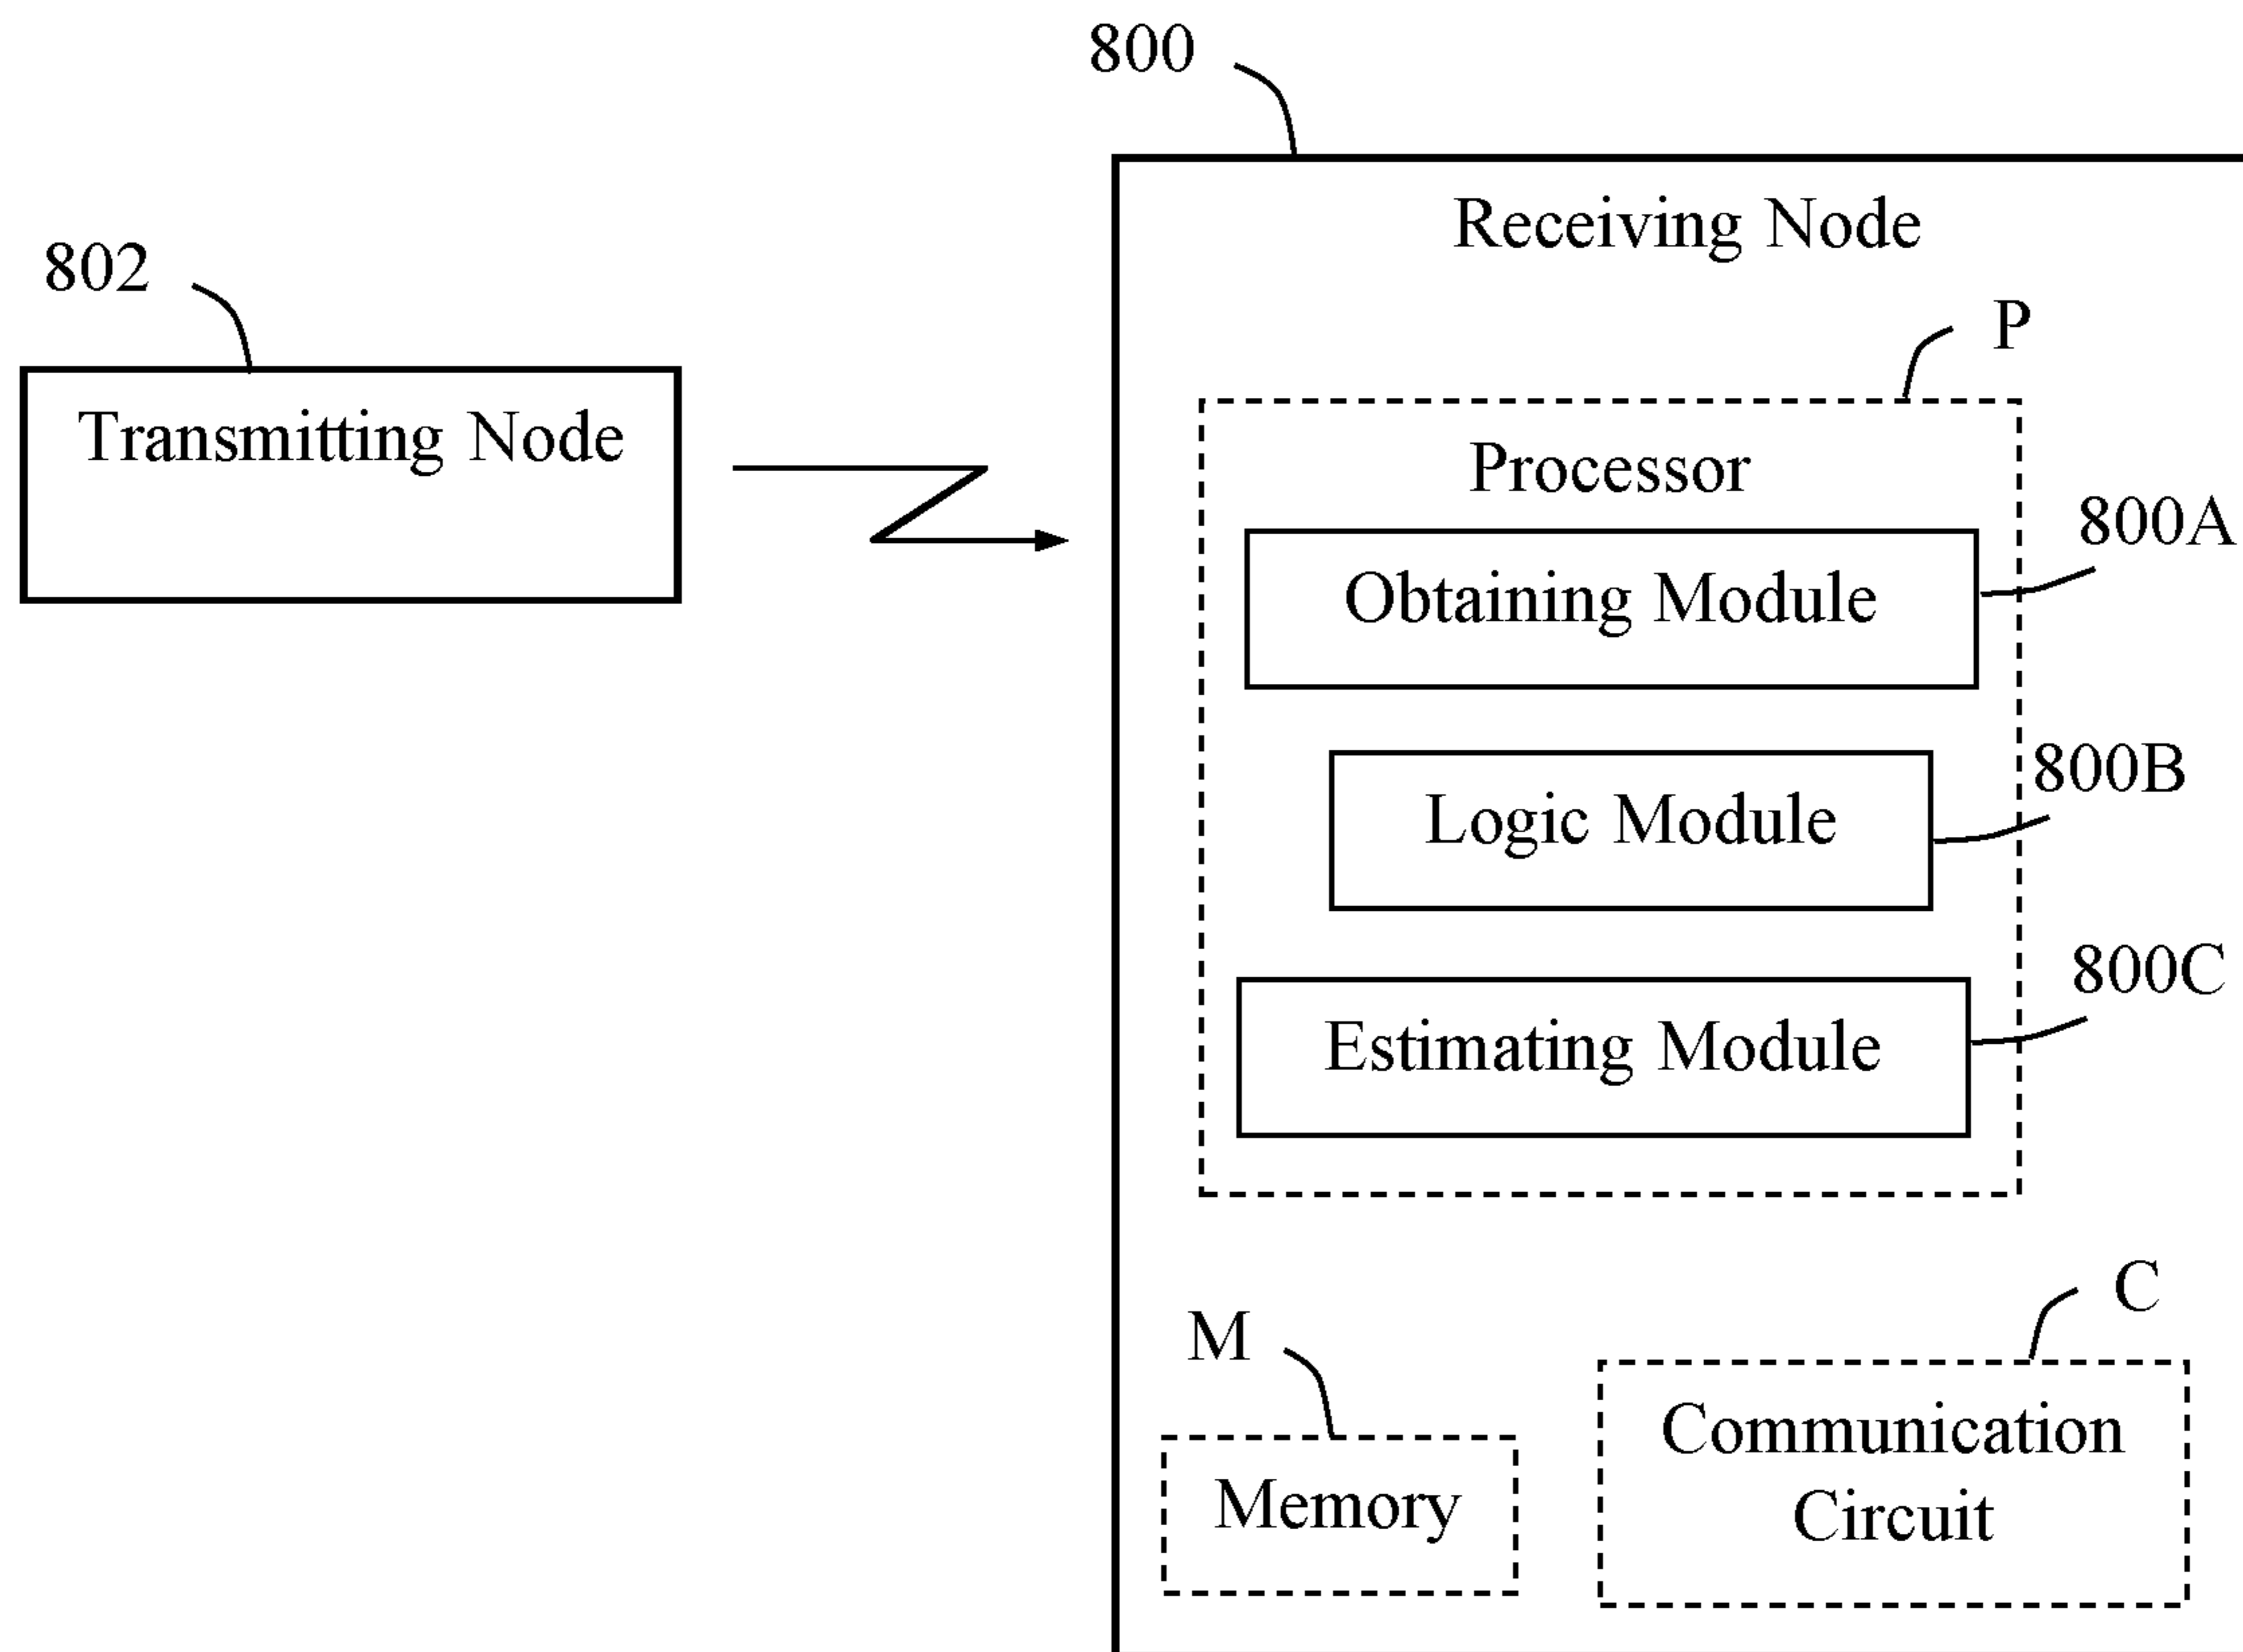 800
Receiving Node
802
P
Transmitting Node
Processor
800A
Obtaining Module
800B
Logic Module
800C
Estimating Module
C
M
Communication
Circuit
Memory